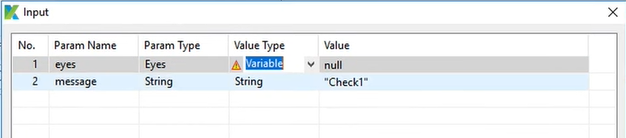 Input
No. Param Name Param Type Value Type Value
1 eyes Eyes Variable null
2 message String String "Check1"